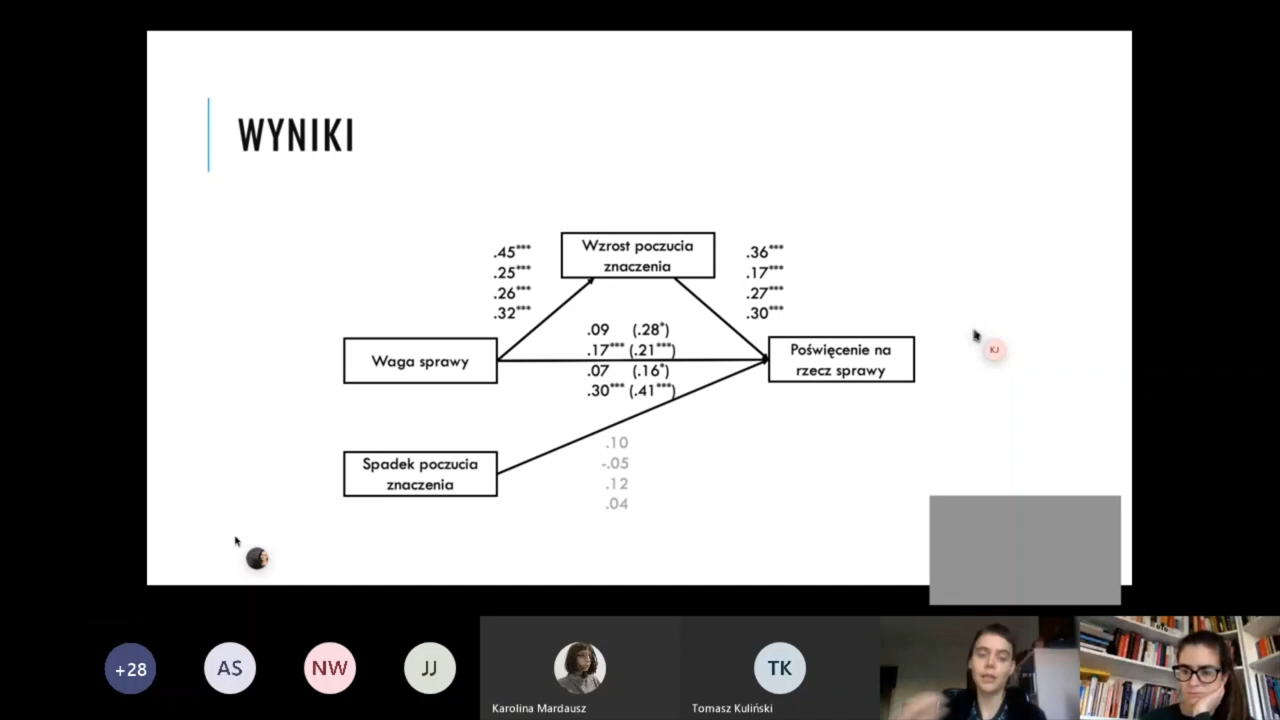 WYNIKI
.45***
.25***
.26***
.32***
Wzrost poczucia
znaczenia
.36***
.17***
.27***
.30***
.09 (.28*)
.17*** (.21***)
.07 (.16*)
.30*** (.41***)
Waga sprawy
Poświęcenie na
rzecz sprawy
KJ
Spadek poczucia
znaczenia
.10
-.05
.12
.04
+28
AS
NW
JJ
Karolina Mardausz
TK
Tomasz Kuliński